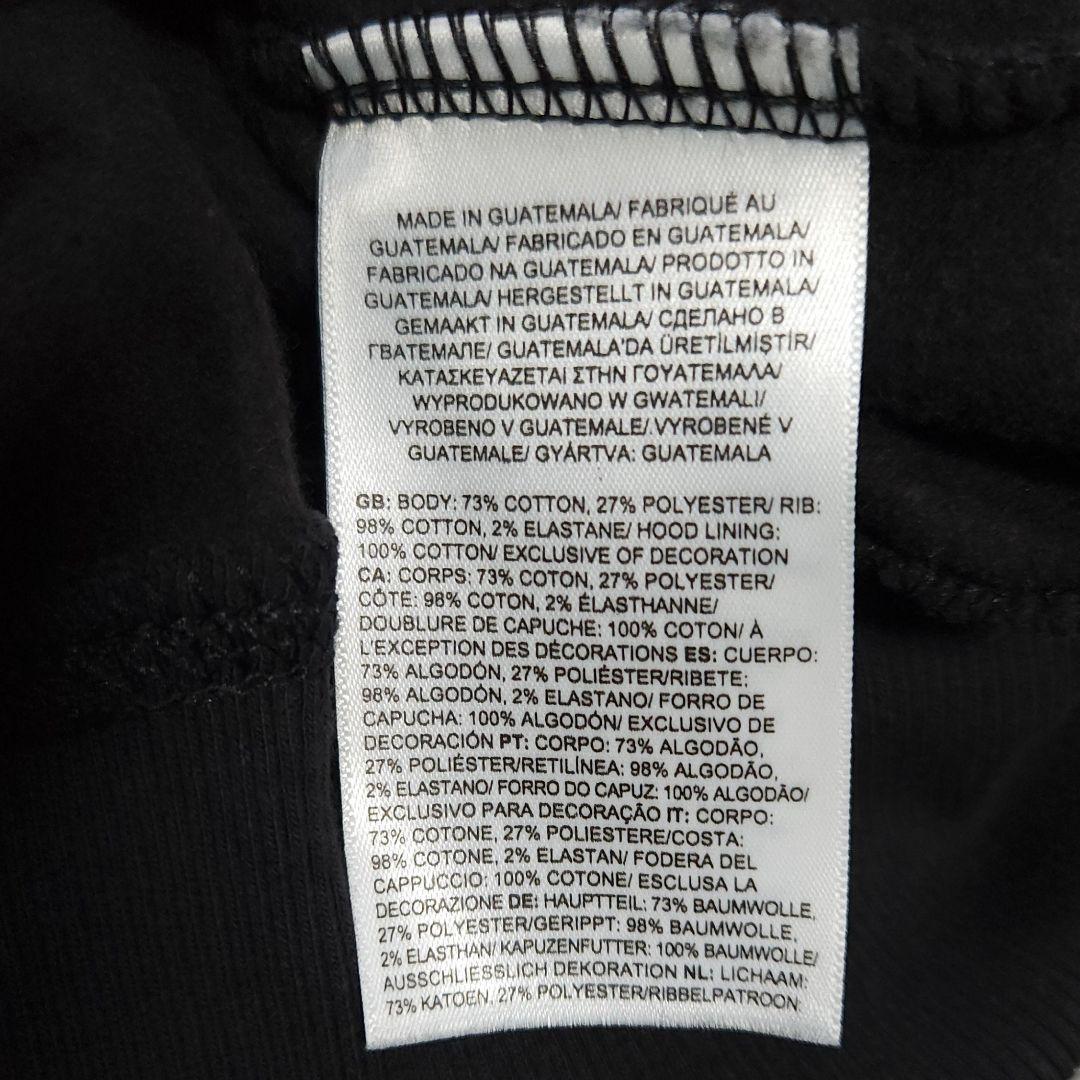 MADE IN GUATEMALA/ FABRIQUÉ AU
GUATEMALA/ FABRICADO EN GUATEMALA/
FABRICADO NA GUATEMALA/ PRODOTTO IN
GUATEMALA/ HERGESTELLT IN GUATEMALA/
GEMAAKT IN GUATEMALA/ СДЕЛАНО В
ГВАТЕМАЛЕ/ GUATEMALA'DA ÜRETİLMİŞTİR/
ΚΑΤΑΣΚΕΥΑΖΕΤΑΙ ΣΤΗΝ ΓΟΥΑΤΕΜΑΛΑ/
WYPRODUKOWANO W GWATEMALI/
VYROBENO V GUATEMALE/ VYROBENÉ V
GUATEMALE/ GYÁRTVA: GUATEMALA
GB: BODY: 73% COTTON, 27% POLYESTER/ RIB:
98% COTTON, 2% ELASTANE/ HOOD LINING:
100% COTTON/ EXCLUSIVE OF DECORATION
CA: CORPS: 73% COTON, 27% POLYESTER/
CÔTE: 98% COTON, 2% ÉLASTHANNE/
DOUBLURE DE CAPUCHE: 100% COTON/ À
L'EXCEPTION DES DÉCORATIONS ES: CUERPO:
73% ALGODÓN, 27% POLIÉSTER/RIBETE:
98% ALGODÓN, 2% ELASTANO/ FORRO DE
CAPUCHA: 100% ALGODÓN/ EXCLUSIVO DE
DECORACIÓN PT: CORPO: 73% ALGODÃO,
27% POLIÉSTER/RETILÍNEA: 98% ALGODÃO,
2% ELASTANO/ FORRO DO CAPUZ: 100% ALGODÃO/
EXCLUSIVO PARA DECORAÇÃO IT: CORPO:
73% COTONE, 27% POLIESTERE/COSTA:
98% COTONE, 2% ELASTAN/ FODERA DEL
CAPPUCCIO: 100% COTONE/ ESCLUSA LA
DECORAZIONE DE: HAUPTTEIL: 73% BAUMWOLLE,
27% POLYESTER/GERIPPT: 98% BAUMWOLLE,
2% ELASTHAN/ KAPUZENFUTTER: 100% BAUMWOLLE/
AUSSCHLIESSLICH DEKORATION NL: LICHAAM:
73% KATOEN, 27% POLYESTER/RIBBELPATROON: